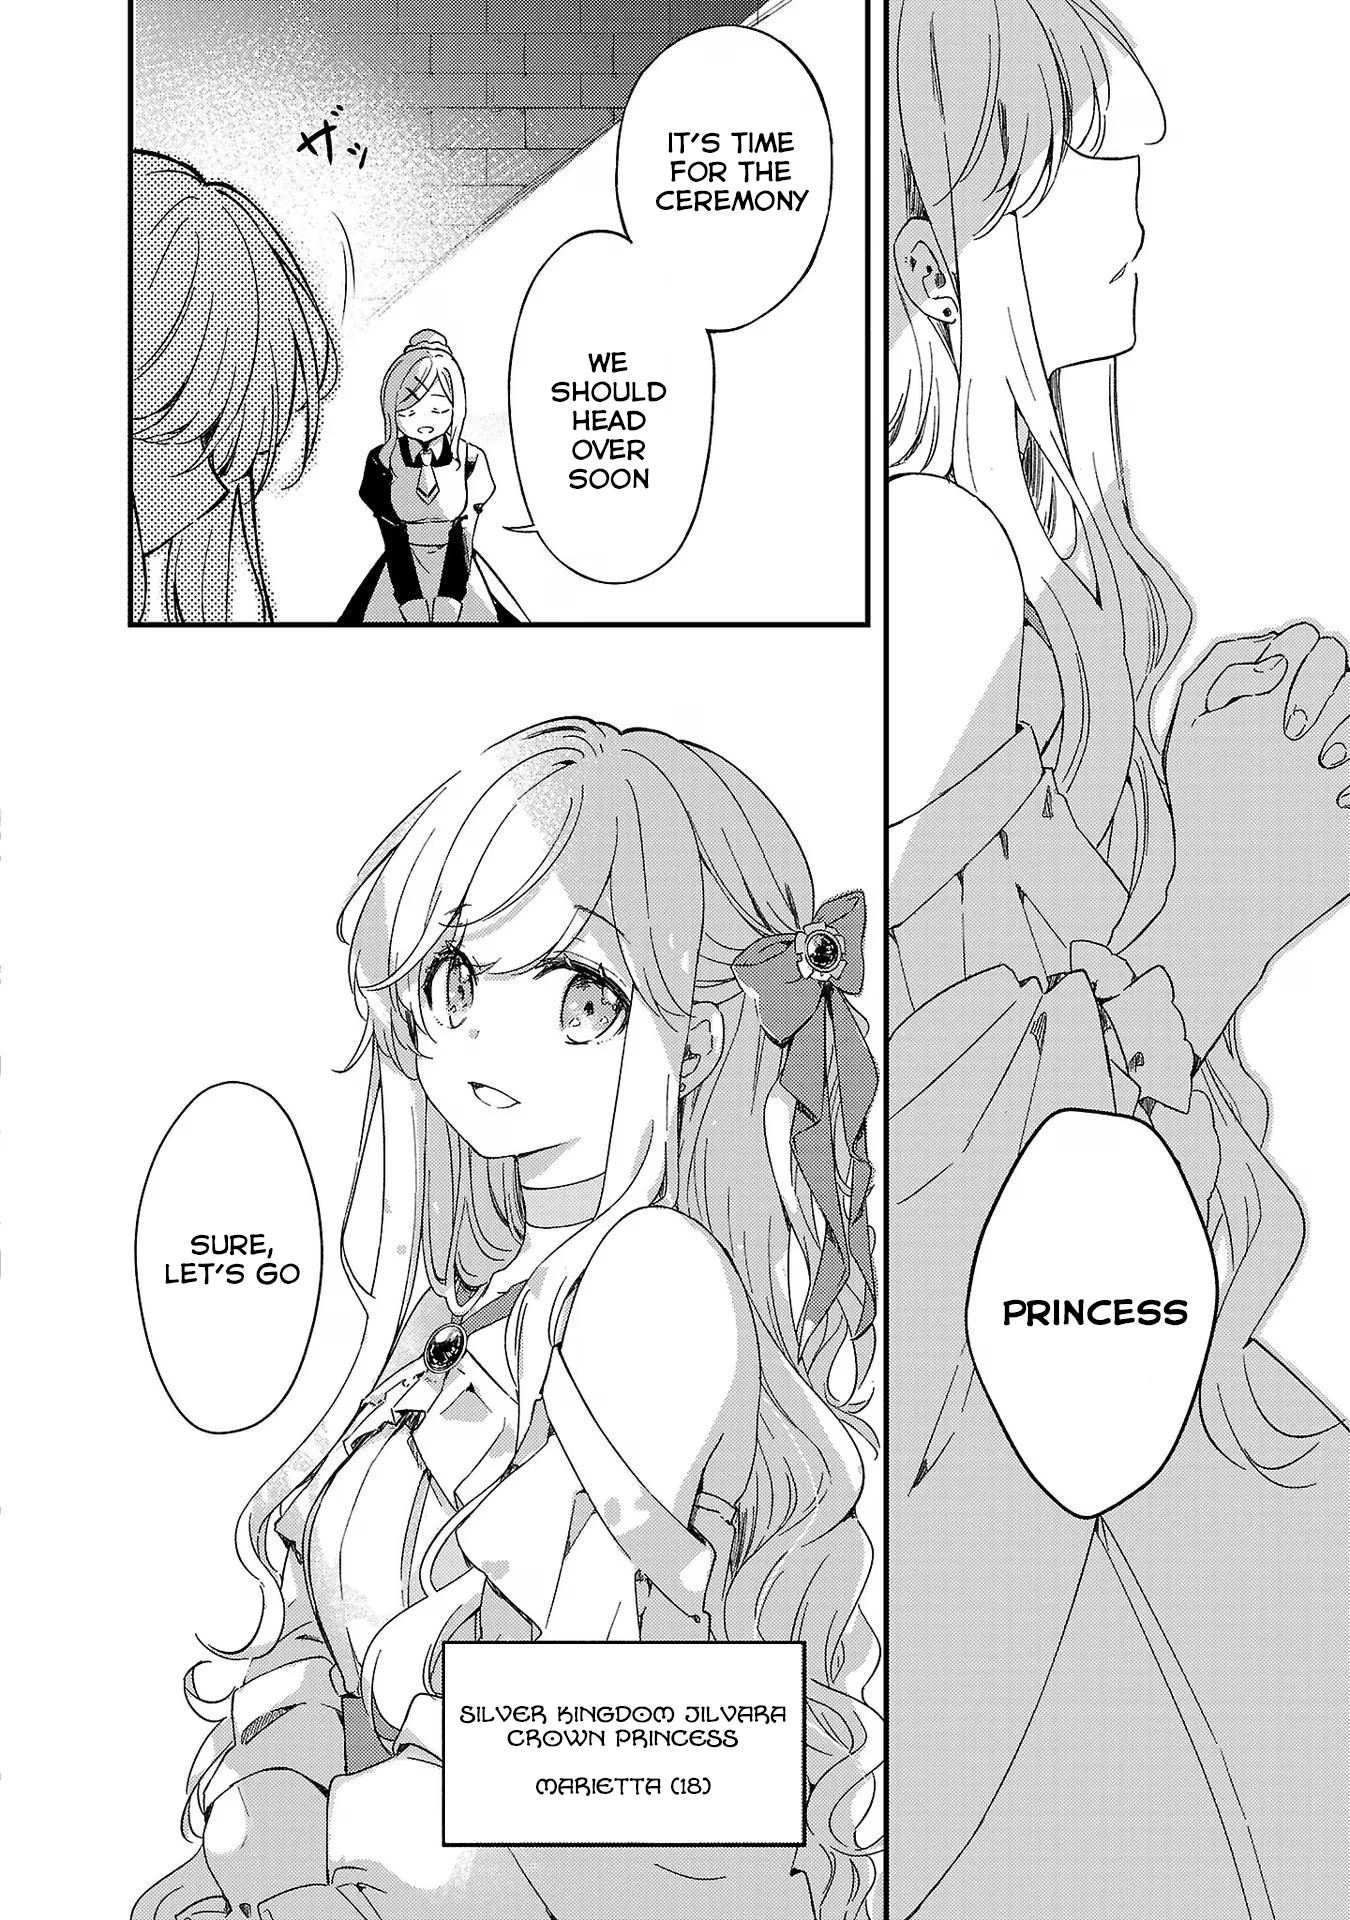 PRINCESS
IT'S TIME
FOR THE
CEREMONY
WE
SHOULD
HEAD
OVER
SOON
ザッ
SURE,
LET'S GO
SILVER KINGDOM JILVARA
CROWN PRINCESS
MARIETTA (18)